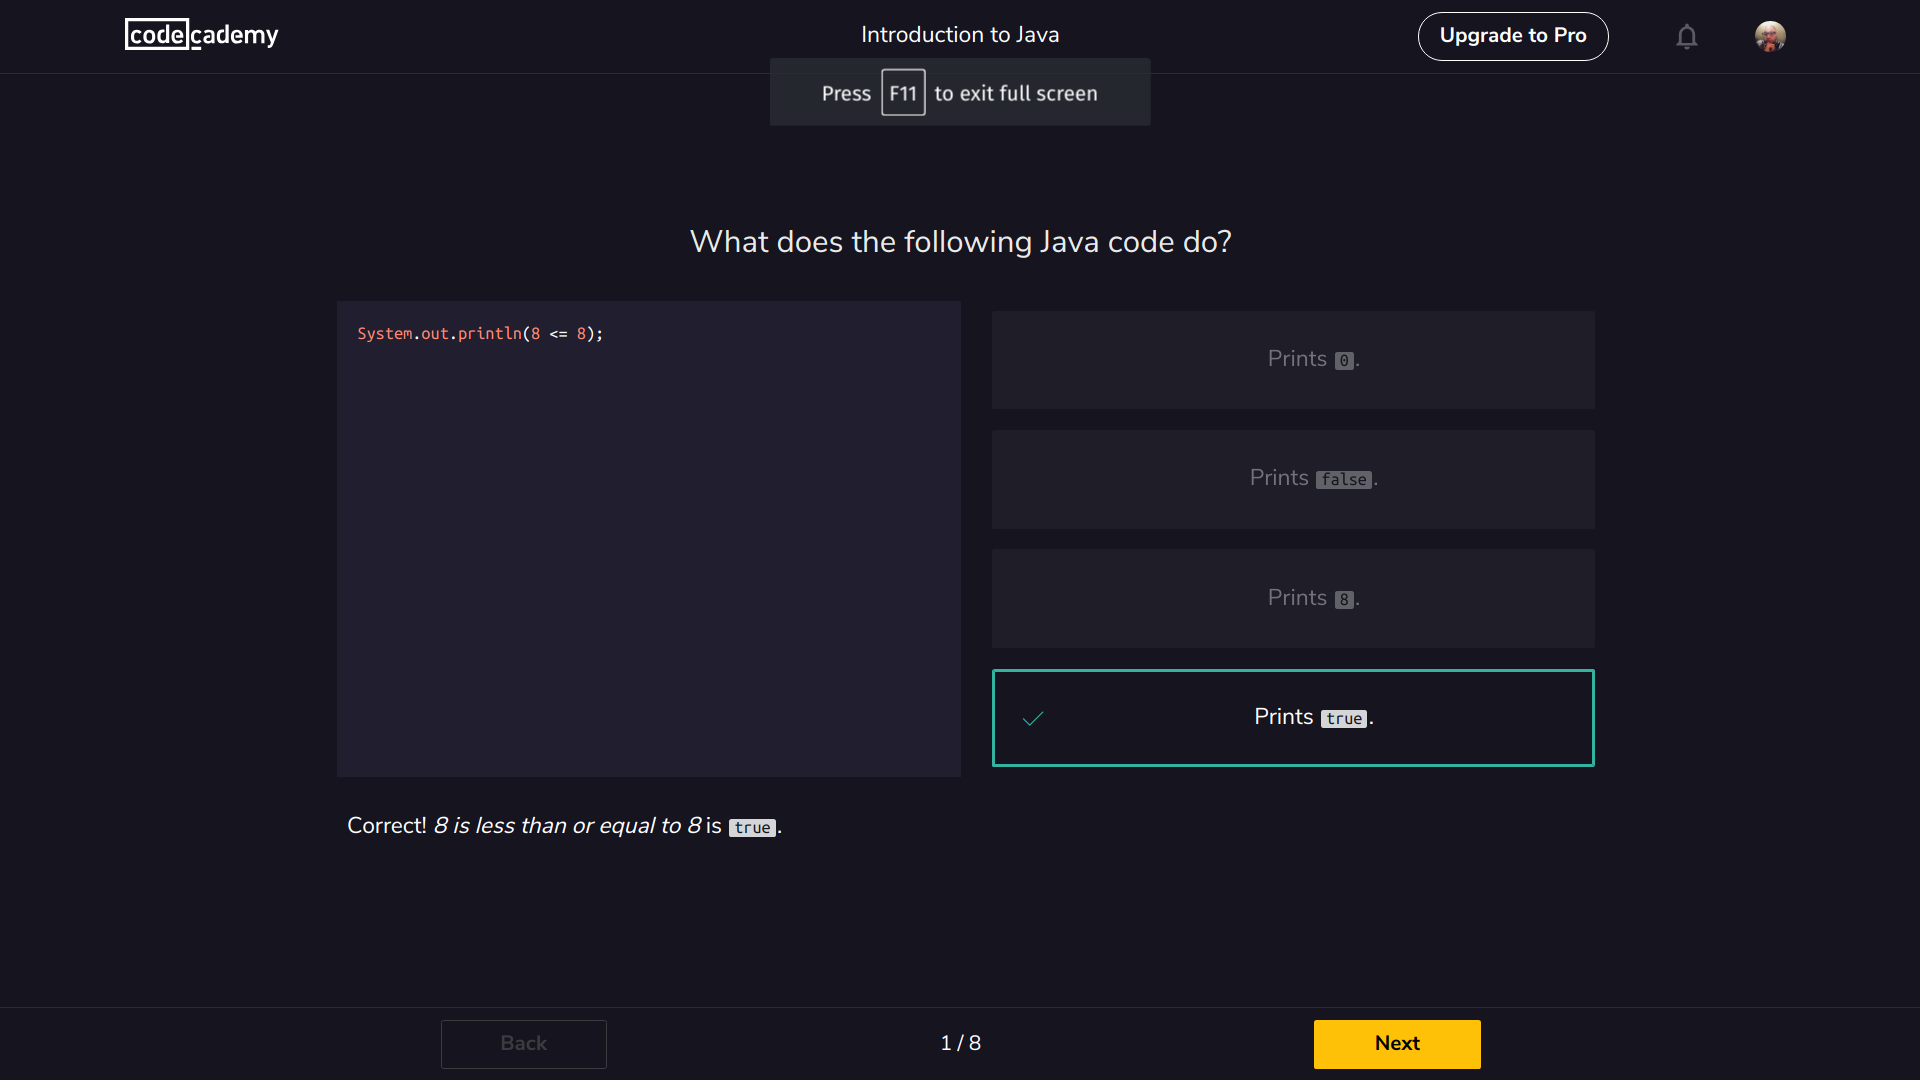 codecademy
Introduction to Java
Upgrade to Pro
Press F11 to exit full screen
What does the following Java code do?
System.out.println(8 <= 8);
Prints 0.
Prints false.
Prints 8.
Prints true.
Correct! 8 is less than or equal to 8 is true.
Back
1 / 8
Next